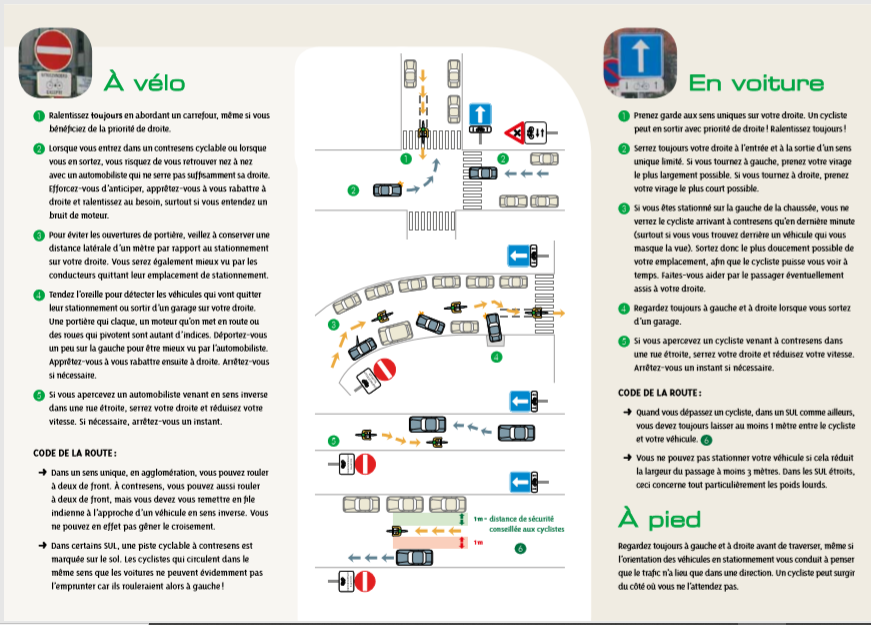 À vélo
1 Ralentissez toujours en abordant un carrefour, même si vous
bénéficiez de la priorité de droite.
2 Lorsque vous entrez dans un contresens cyclable ou lorsque
vous en sortez, vous risquez de vous retrouver nez à nez
avec un automobiliste qui ne serre pas suffisamment sa droite.
Efforcez-vous d'anticiper, apprêtez-vous à vous rabattre à
droite et ralentissez au besoin, surtout si vous entendez un
bruit de moteur.
3 Pour éviter les ouvertures de portière, veillez à conserver une
distance latérale d'un mètre par rapport au stationnement
sur votre droite. Vous serez également mieux vu par les
conducteurs quittant leur emplacement de stationnement.
4 Tendez l'oreille pour détecter les véhicules qui vont quitter
leur stationnement ou sortir d'un garage sur votre droite.
Une portière qui claque, un moteur qu'on met en route ou
des roues qui pivotent sont autant d'indices. Déportez-vous
un peu sur la gauche pour être mieux vu par l'automobiliste.
Apprêtez-vous à vous rabattre ensuite à droite. Arrêtez-vous
si nécessaire.
5 Si vous apercevez un automobiliste venant en sens inverse
dans une rue étroite, serrez votre droite et réduisez votre
vitesse. Si nécessaire, arrêtez-vous un instant.
CODE DE LA ROUTE :
➔ Dans un sens unique, en agglomération, vous pouvez rouler
à deux de front. À contresens, vous pouvez aussi rouler
à deux de front, mais vous devez vous remettre en file
indienne à l'approche d'un véhicule en sens inverse. Vous
ne pouvez en effet pas gêner le croisement.
➔ Dans certains SUL, une piste cyclable à contresens est
marquée sur le sol. Les cyclistes qui circulent dans le
même sens que les voitures ne peuvent évidemment pas
l'emprunter car ils rouleraient alors à gauche !
1
2
2
3
4
5
1m = distance de sécurité
conseillée aux cyclistes
1m
6
En voiture
1 Prenez garde aux sens uniques sur votre droite. Un cycliste
peut en sortir avec priorité de droite ! Ralentissez toujours !
2 Serrez toujours votre droite à l'entrée et à la sortie d'un sens
unique limité. Si vous tournez à gauche, prenez votre virage
le plus largement possible. Si vous tournez à droite, prenez
votre virage le plus court possible.
3 Si vous êtes stationné sur la gauche de la chaussée, vous ne
verrez le cycliste arrivant à contresens qu'en dernière minute
(surtout si vous vous trouvez derrière un véhicule qui vous
masque la vue). Sortez donc le plus doucement possible de
votre emplacement, afin que le cycliste puisse vous voir à
temps. Faites-vous aider par le passager éventuellement
assis à votre droite.
4 Regardez toujours à gauche et à droite lorsque vous sortez
d'un garage.
5 Si vous apercevez un cycliste venant à contresens dans
une rue étroite, serrez votre droite et réduisez votre vitesse.
Arrêtez-vous un instant si nécessaire.
CODE DE LA ROUTE :
➔ Quand vous dépassez un cycliste, dans un SUL comme ailleurs,
vous devez toujours laisser au moins 1 mètre entre le cycliste
et votre véhicule. 6
➔ Vous ne pouvez pas stationner votre véhicule si cela réduit
la largeur du passage à moins 3 mètres. Dans les SUL étroits,
ceci concerne tout particulièrement les poids lourds.
À pied
Regardez toujours à gauche et à droite avant de traverser, même si
l'orientation des véhicules en stationnement vous conduit à penser
que le trafic n'a lieu que dans une direction. Un cycliste peut surgir
du côté où vous ne l'attendez pas.